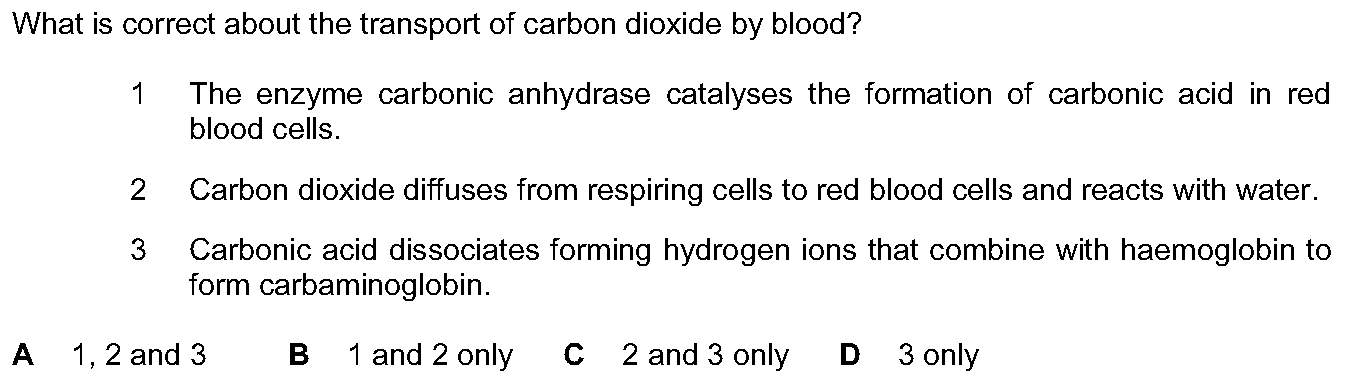 What is correct about the transport of carbon dioxide by blood?
1 The enzyme carbonic anhydrase catalyses the formation of carbonic acid in red
blood cells.
2 Carbon dioxide diffuses from respiring cells to red blood cells and reacts with water.
3 Carbonic acid dissociates forming hydrogen ions that combine with haemoglobin to
form carbaminoglobin.
A 1, 2 and 3 B 1 and 2 only C 2 and 3 only D 3 only